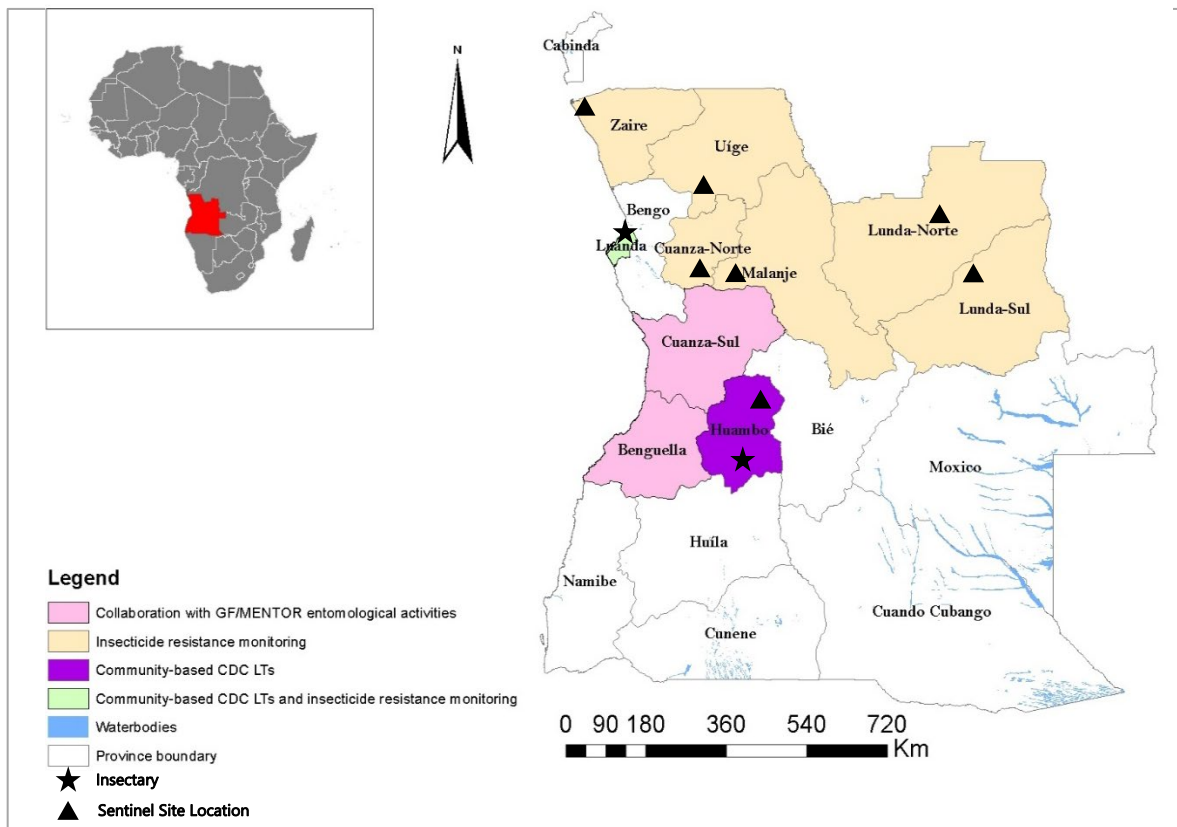 Cabinda
N
Zaire
Uíge
Bengo
Luanda
Cuanza-Norte
Malanje
Lunda-Norte
Lunda-Sul
Cuanza-Sul
Huambo
Bié
Benguella
Moxico
Huíla
Namibe
Cuando Cubango
Cunene
Legend
Collaboration with GF/MENTOR entomological activities
Insecticide resistance monitoring
Community-based CDC LTs
Community-based CDC LTs and insecticide resistance monitoring
Waterbodies
Province boundary
Insectary
Sentinel Site Location
0 90 180 360 540 720
Km